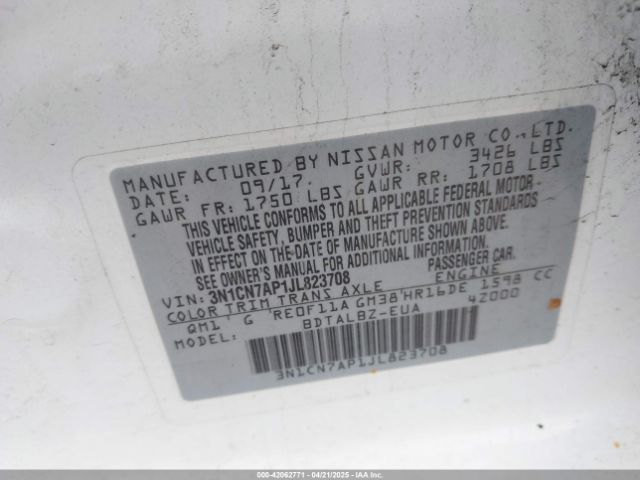 MANUFACTURED BY NISSAN MOTOR CO., LTD.
DATE: 09/17. GVWR: 3426 LBS
GAWR FR: 1750 LBS GAWR RR: 1708 LBS
THIS VEHICLE CONFORMS TO ALL APPLICABLE FEDERAL MOTOR
VEHICLE SAFETY, BUMPER AND THEFT PREVENTION STANDARDS
IN EFFECT ON THE DATE OF MANUFACTURE SHOWN ABOVE.
SEE OWNER'S MANUAL FOR ADDITIONAL INFORMATION.
VIN: 3N1CN7AP1JL823708 PASSENGER CAR.
COLOR TRIM TRANS AXLE ENGINE
QM1 G RE0F11A GM38 HR16DE 1598 CC
MODEL: BDTALBZ-EUA 4Z000
3N1CN7AP1JL823708
000-42062771 - 04/21/2025 - IAAI.COM